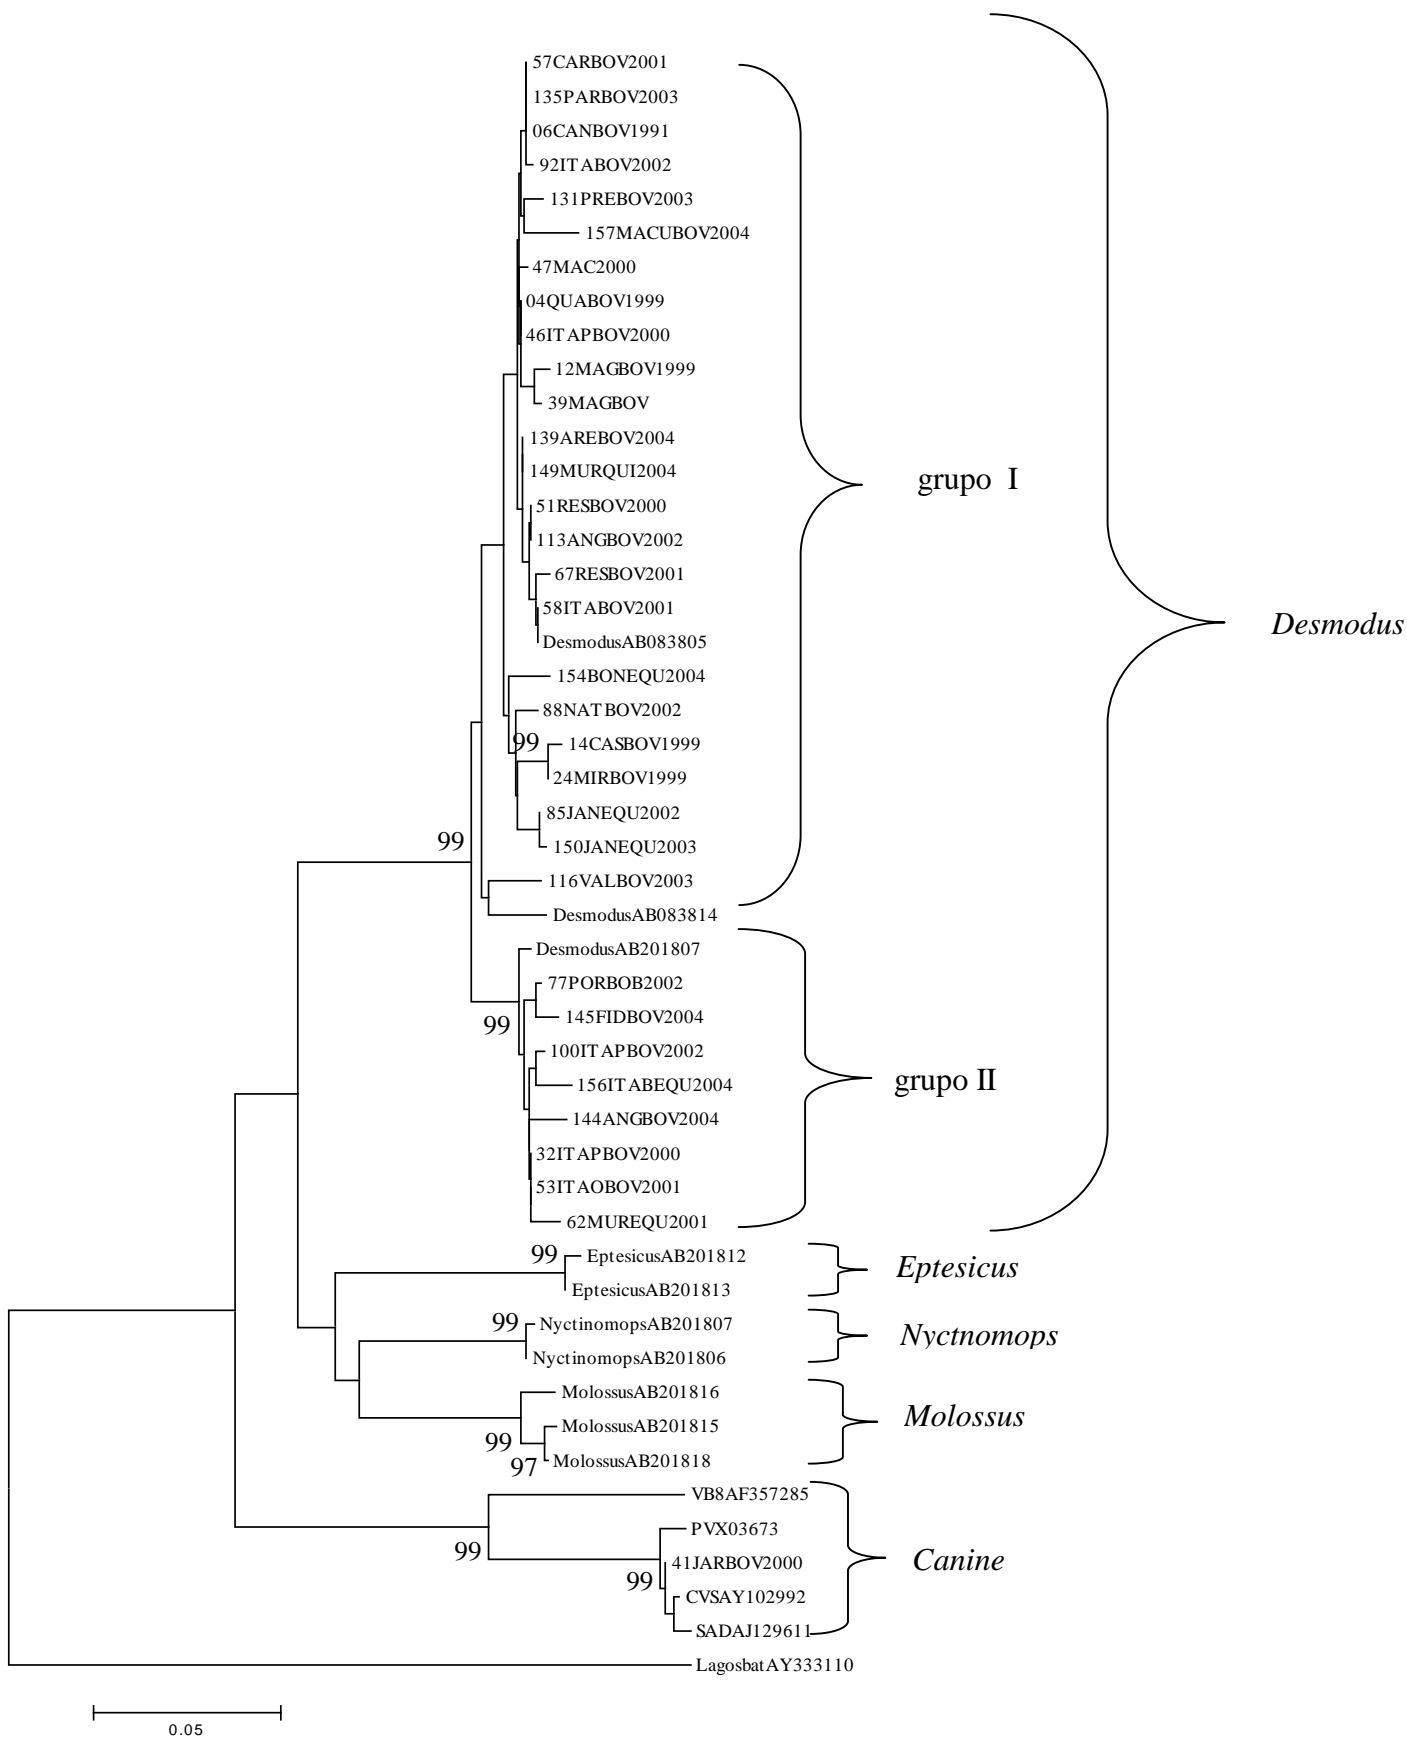 57CARBOV2001
135PARBOV2003
06CANBOV1991
92ITABOV2002
131PREBOV2003
157MACUBOV2004
47MAC2000
04QUABOV1999
46ITAPBOV2000
12MAGBOV1999
39MAGBOV
139AREBOV2004
149MURQUI2004
grupo I
51RESBOV2000
113ANGBOV2002
67RESBOV2001
58ITABOV2001
Desmodus
DesmodusAB083805
154BONEQU2004
88NATBOV2002
99
14CASBOV1999
24MIRBOV1999
85JANEQU2002
99
150JANEQU2003
116VALBOV2003
DesmodusAB083814
DesmodusAB201807
77PORBOB2002
99
145FIDBOV2004
100ITAPBOV2002
156ITABEQU2004
grupo II
144ANGBOV2004
32ITAPBOV2000
53ITAOBOV2001
62MUREQU2001
99
EptesicusAB201812
Eptesicus
EptesicusAB201813
99
NyctinomopsAB201807
Nyctnomops
NyctinomopsAB201806
MolossusAB201816
Molossus
MolossusAB201815
99
97
MolossusAB201818
VB8AF357285
PVX03673
99
41JARBOV2000
Canine
99
CVSAY102992
SADAJ129611
LagosbatAY333110
0.05